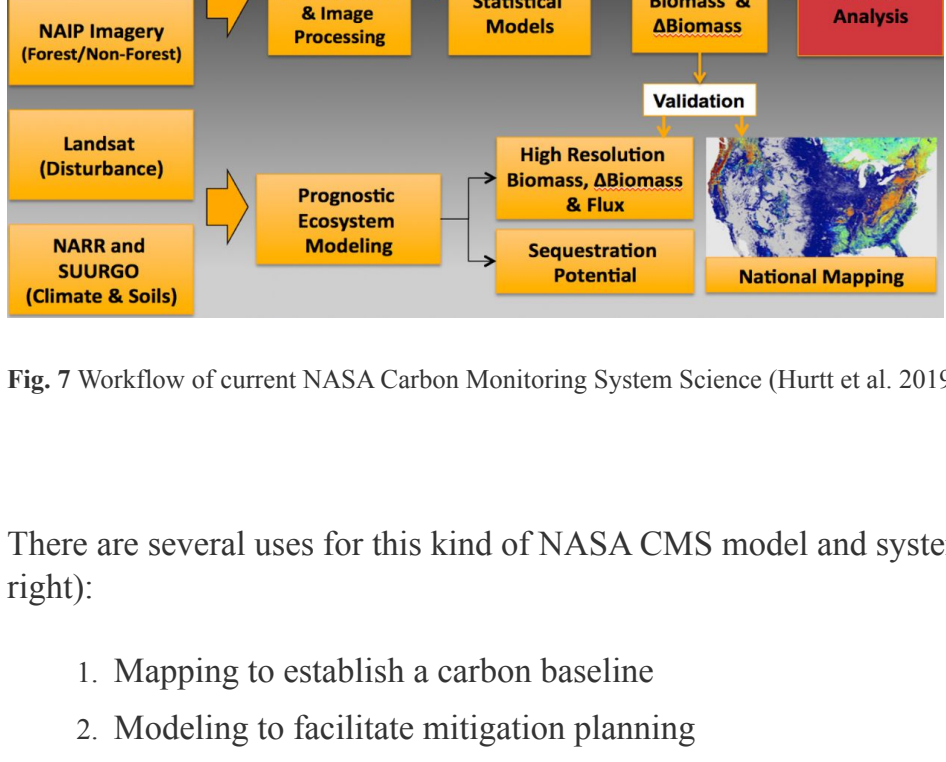 NAIP Imagery
(Forest/Non-Forest)
& Image
Processing
Statistical
Models
Biomass &
ΔBiomass
Analysis
Validation
Landsat
(Disturbance)
Prognostic
Ecosystem
Modeling
High Resolution
Biomass, ΔBiomass
& Flux
NARR and
SUURGO
(Climate & Soils)
Sequestration
Potential
National Mapping
Fig. 7 Workflow of current NASA Carbon Monitoring System Science (Hurtt et al. 2019
There are several uses for this kind of NASA CMS model and syste
right):
1. Mapping to establish a carbon baseline
2. Modeling to facilitate mitigation planning